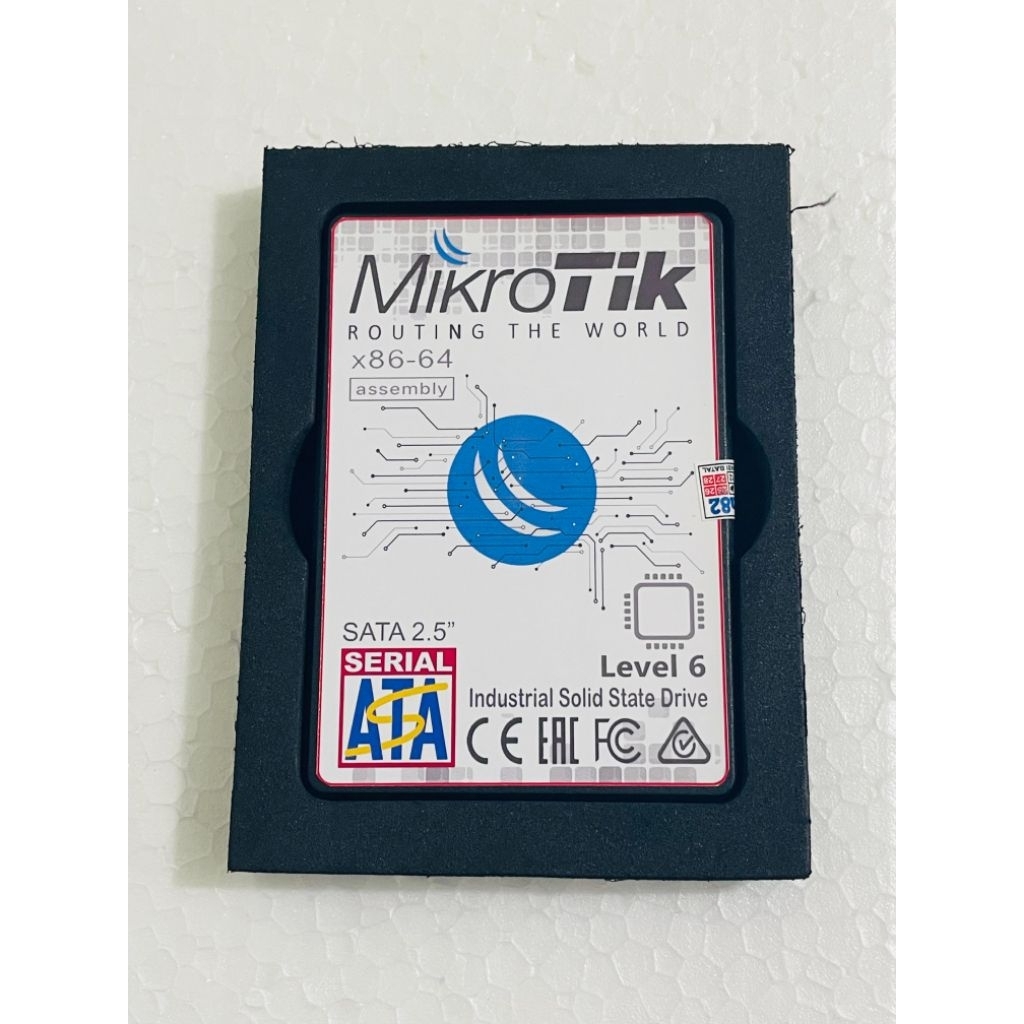 MikroTik
ROUTING THE WORLD
x86-64
assembly
SATA 2.5"
SERIAL
ATA
Level 6
Industrial Solid State Drive
CE EAC FC